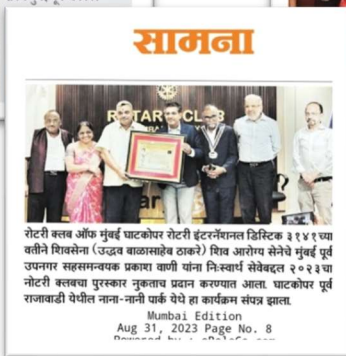 सामना
ROTARY CLUB
रोटरी क्लब ऑफ मुंबई घाटकोपर रोटरी इंटरनॅशनल डिस्टिक ३१४१च्या
वतीने शिवसेना (उद्धव बाळासाहेब ठाकरे) शिव आरोग्य सेनेचे मुंबई पूर्व
उपनगर सहसमन्वयक प्रकाश वाणी यांना निःस्वार्थ सेवेबद्दल २०२३चा
नोटरी क्लबचा पुरस्कार नुकताच प्रदान करण्यात आला. घाटकोपर पूर्व
राजावाडी येथील नाना-नानी पार्क येथे हा कार्यक्रम संपन्न झाला.
Mumbai Edition
Aug 31, 2023 Page No. 8